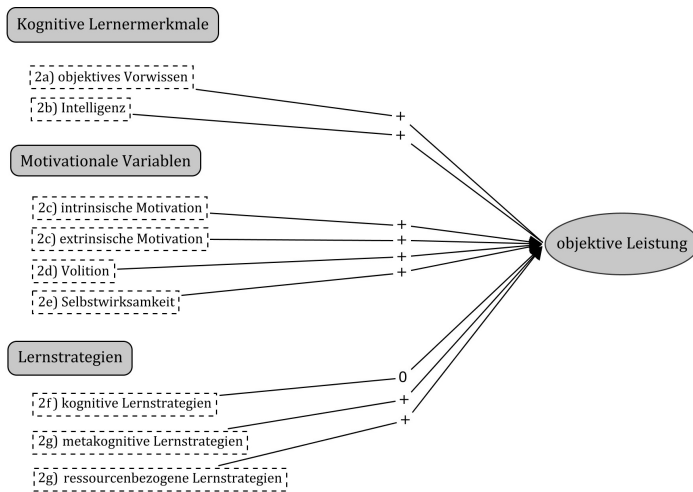 Kognitive Lernermerkmale
2a) objektives Vorwissen
2b) Intelligenz
+
+
Motivationale Variablen
2c) intrinsische Motivation
2c) extrinsische Motivation
2d) Volition
2e) Selbstwirksamkeit
+
+
+
+
objektive Leistung
Lernstrategien
2f) kognitive Lernstrategien
2g) metakognitive Lernstrategien
2g) ressourcenbezogene Lernstrategien
0
+
+